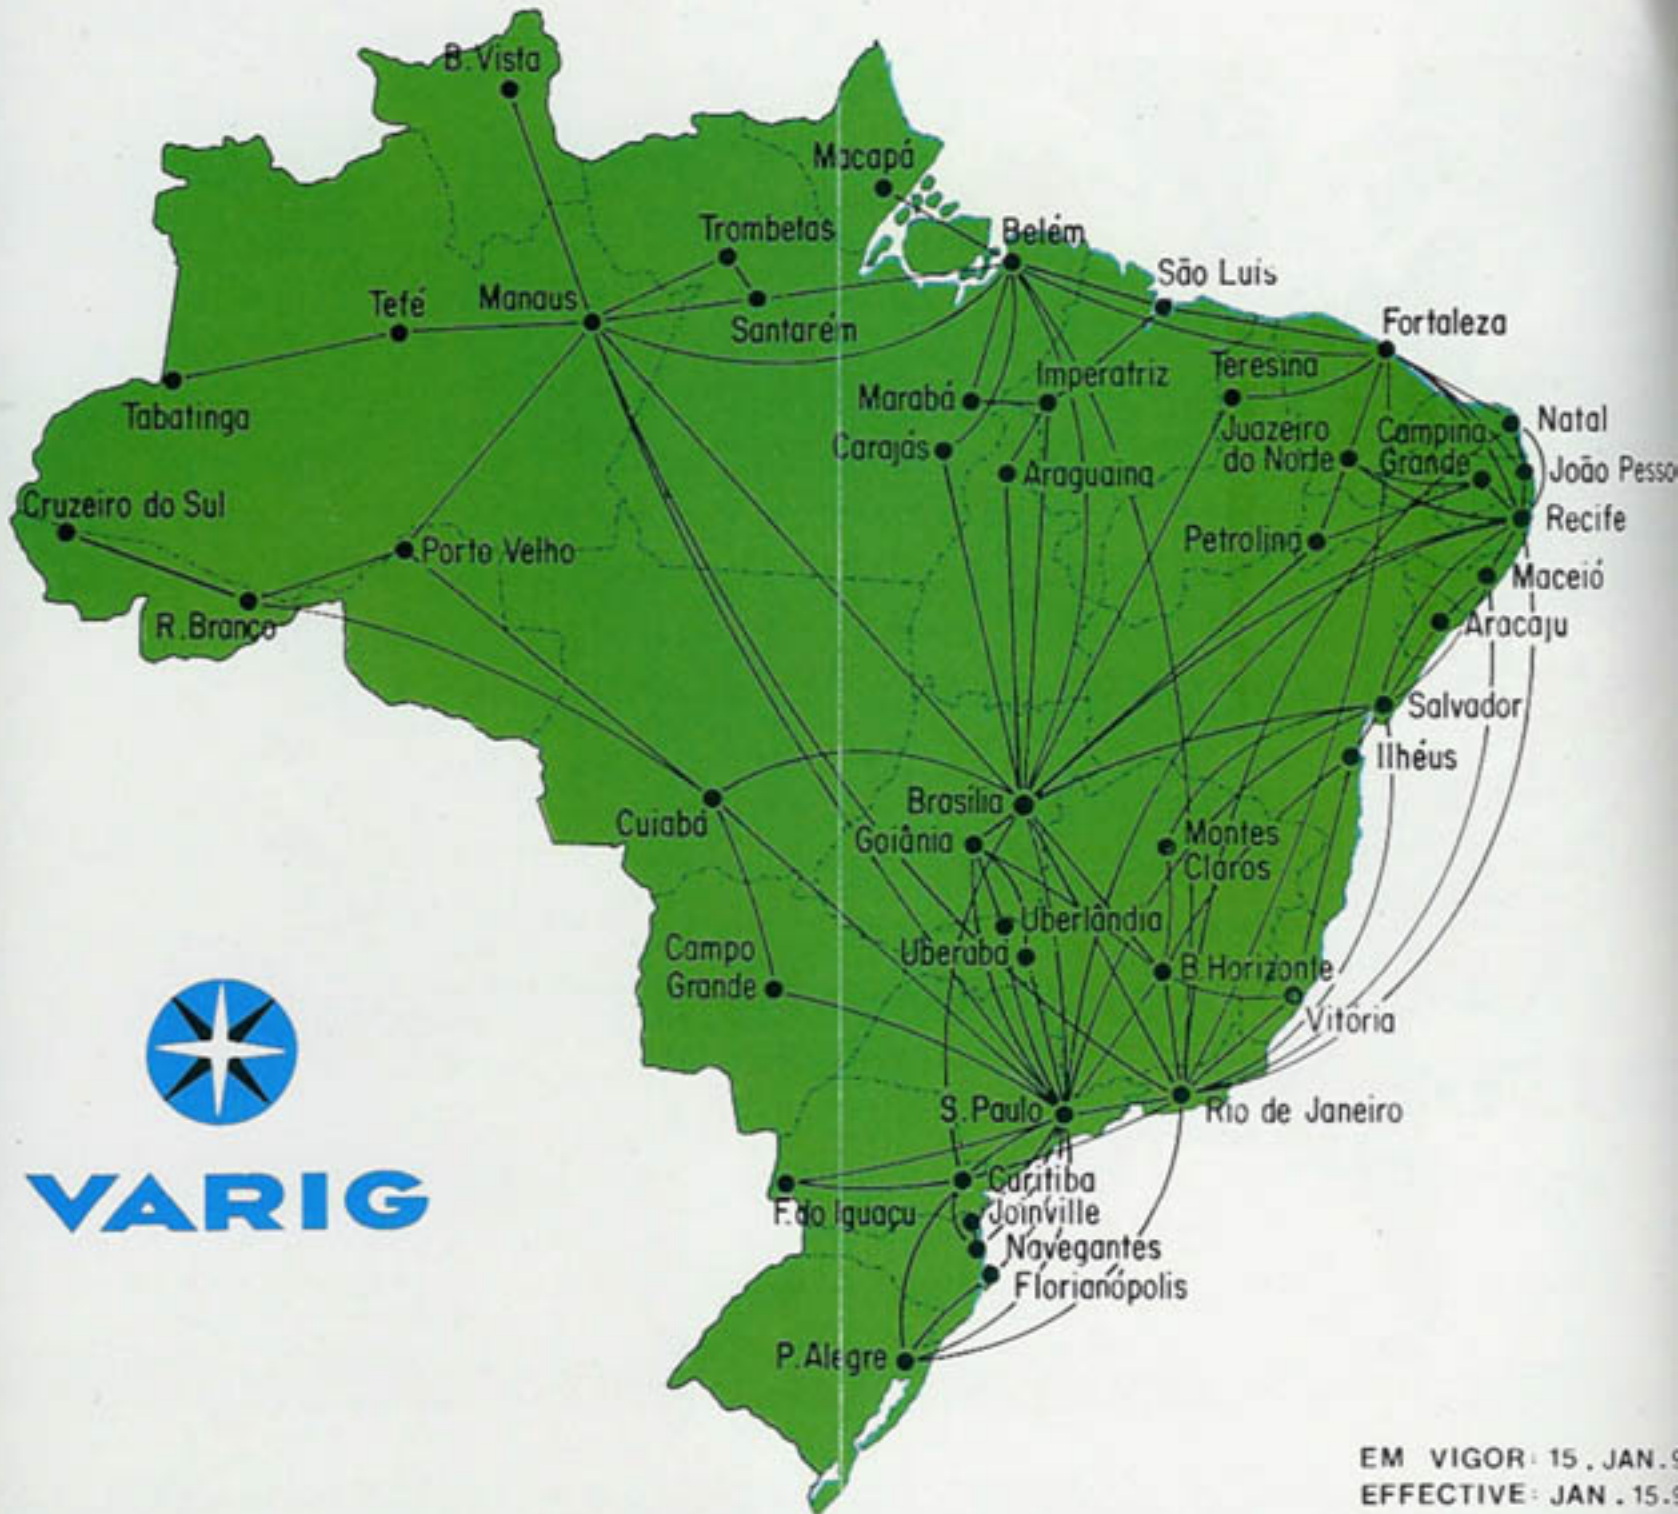 B.Vista
Macapá
Trombetas
Belém
São Luís
Tefé
Manaus
Santarém
Fortaleza
Tabatinga
Marabá
Imperatriz
Teresina
Natal
Carajás
Araguaina
Juazeiro
do Norte
Campina
Grande
João Pesso
Cruzeiro do Sul
Recife
Porto Velho
Petrolina
Maceió
R.Branco
Aracaju
Salvador
Ilhéus
Cuiabá
Brasília
Goiânia
Montes
Claros
Uberlândia
Campo
Grande
Uberaba
B.Horizonte
Vitória
S.Paulo
Rio de Janeiro
Curitiba
F.do Iguaçu
Joinville
Navegantes
Florianópolis
P.Alegre
VARIG
EM VIGOR: 15.JAN.9
EFFECTIVE: JAN.15.9